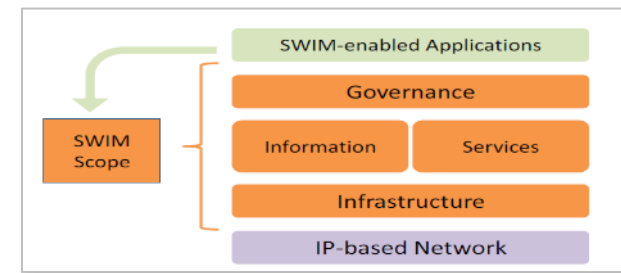 SWIM-enabled Applications
Governance
SWIM
Scope
Information
Services
Infrastructure
IP-based Network